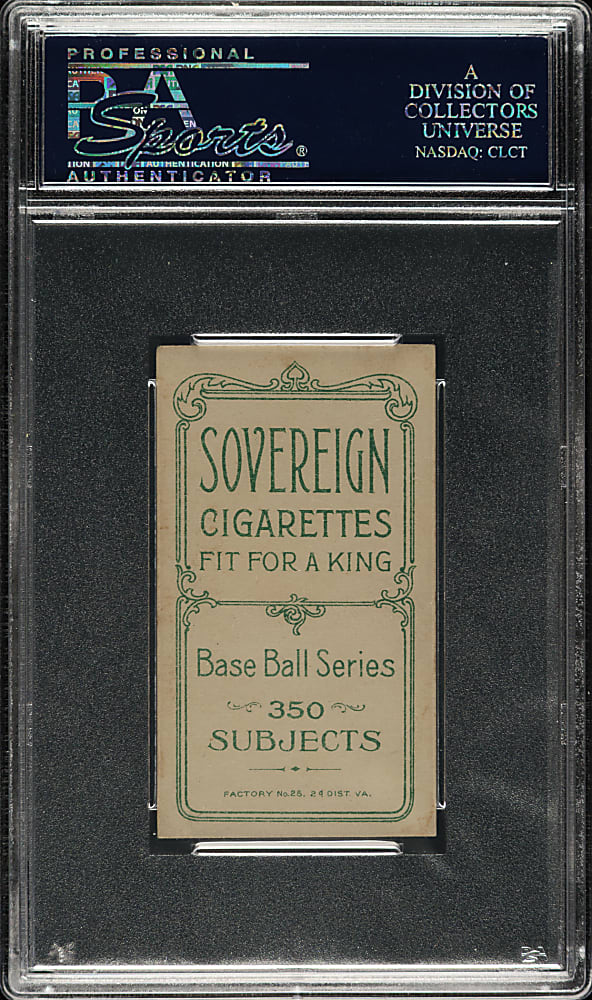 PROFESSIONAL
PSA
Sports®
AUTHENTICATOR
A
DIVISION OF
COLLECTORS
UNIVERSE
NASDAQ: CLCT
SOVEREIGN
CIGARETTES
FIT FOR A KING
Base Ball Series
350
SUBJECTS
FACTORY No. 25. 2d DIST. VA.